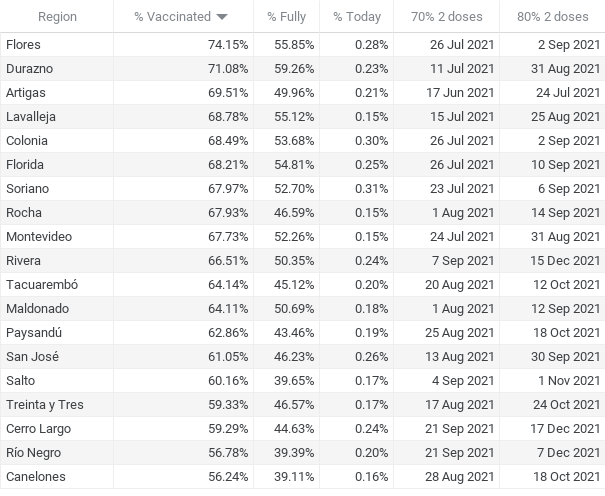 Region % Vaccinated % Fully % Today 70% 2 doses 80% 2 doses
Flores 74.15% 55.85% 0.28% 26 Jul 2021 2 Sep 2021
Durazno 71.08% 59.26% 0.23% 11 Jul 2021 31 Aug 2021
Artigas 69.51% 49.96% 0.21% 17 Jun 2021 24 Jul 2021
Lavalleja 68.78% 55.12% 0.15% 15 Jul 2021 25 Aug 2021
Colonia 68.49% 53.68% 0.30% 26 Jul 2021 2 Sep 2021
Florida 68.21% 54.81% 0.25% 26 Jul 2021 10 Sep 2021
Soriano 67.97% 52.70% 0.31% 23 Jul 2021 6 Sep 2021
Rocha 67.93% 46.59% 0.15% 1 Aug 2021 14 Sep 2021
Montevideo 67.73% 52.26% 0.15% 24 Jul 2021 31 Aug 2021
Rivera 66.51% 50.35% 0.24% 7 Sep 2021 15 Dec 2021
Tacuarembó 64.14% 45.12% 0.20% 20 Aug 2021 12 Oct 2021
Maldonado 64.11% 50.69% 0.18% 1 Aug 2021 12 Sep 2021
Paysandú 62.86% 43.46% 0.19% 25 Aug 2021 18 Oct 2021
San José 61.05% 46.23% 0.26% 13 Aug 2021 30 Sep 2021
Salto 60.16% 39.65% 0.17% 4 Sep 2021 1 Nov 2021
Treinta y Tres 59.33% 46.57% 0.17% 17 Aug 2021 24 Oct 2021
Cerro Largo 59.29% 44.63% 0.24% 21 Sep 2021 17 Dec 2021
Río Negro 56.78% 39.39% 0.20% 21 Sep 2021 7 Dec 2021
Canelones 56.24% 39.11% 0.16% 28 Aug 2021 18 Oct 2021